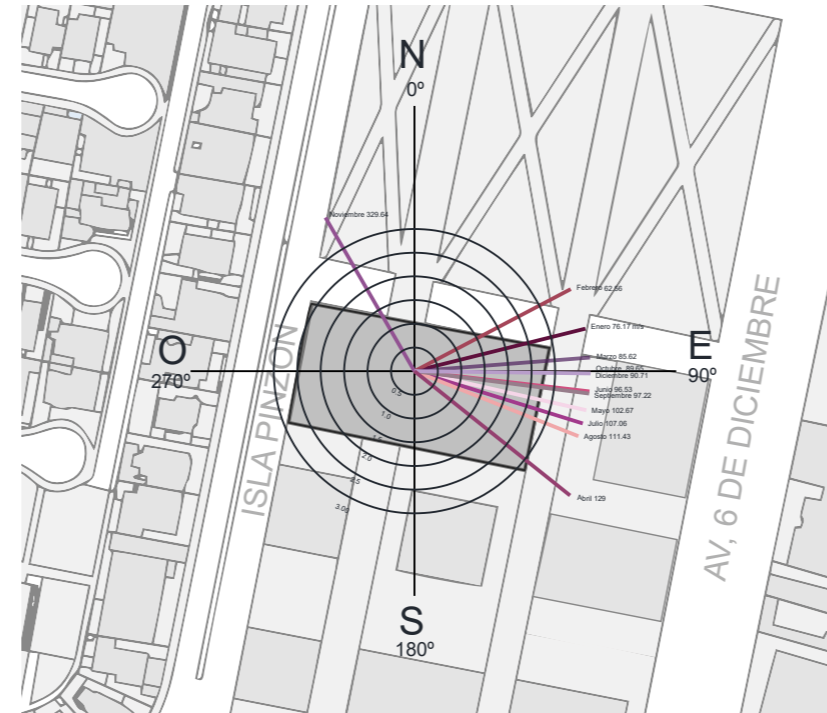 N
0º
Noviembre 329.64
Febrero 62.56
Enero 76.17 m/s
E
90º
Marzo 85.62
Octubre 89.65
Diciembre 90.71
Junio 96.53
Septiembre 97.22
Mayo 102.67
Julio 107.06
Agosto 111.43
Abril 129
O
270º
0.5
1.0
1.5
2.0
2.5
3.00
S
180º
ISLA PINZON
AV, 6 DE DICIEMBRE